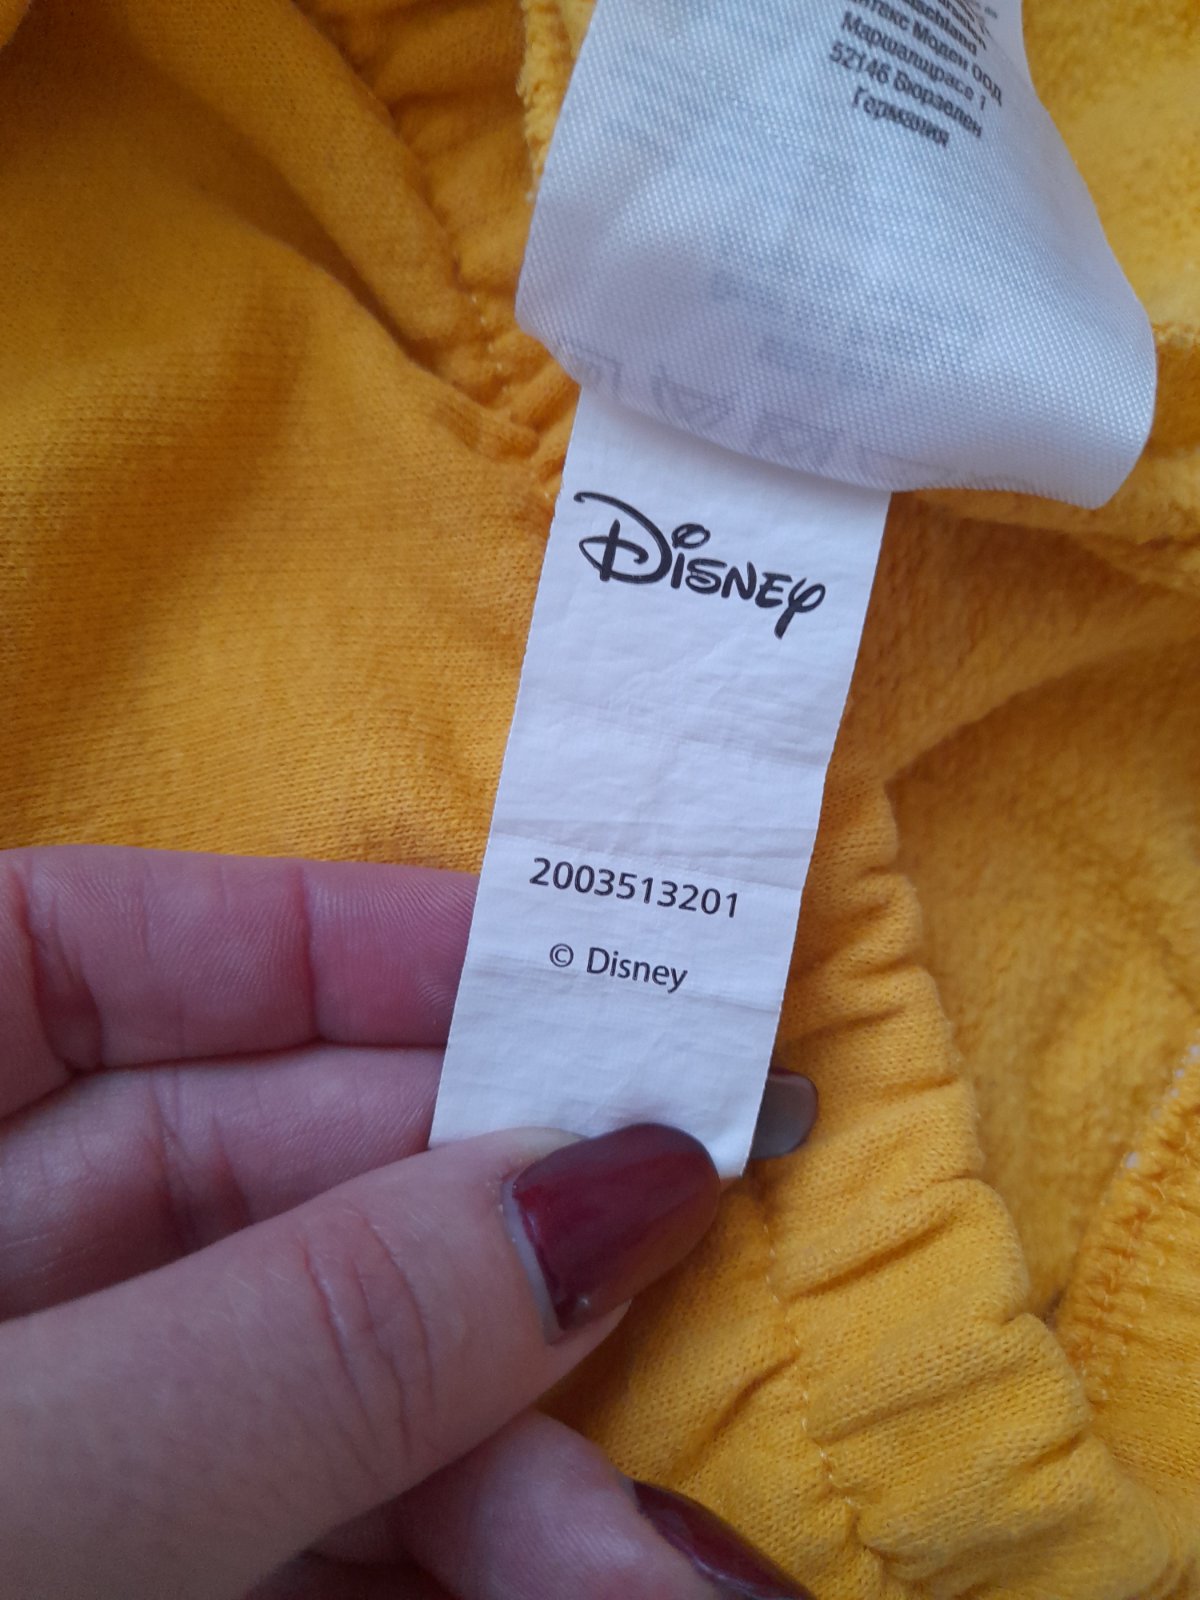 Маршалщрасе 1
52146 Вюрзелен
Германия
Disney
2003513201
© Disney